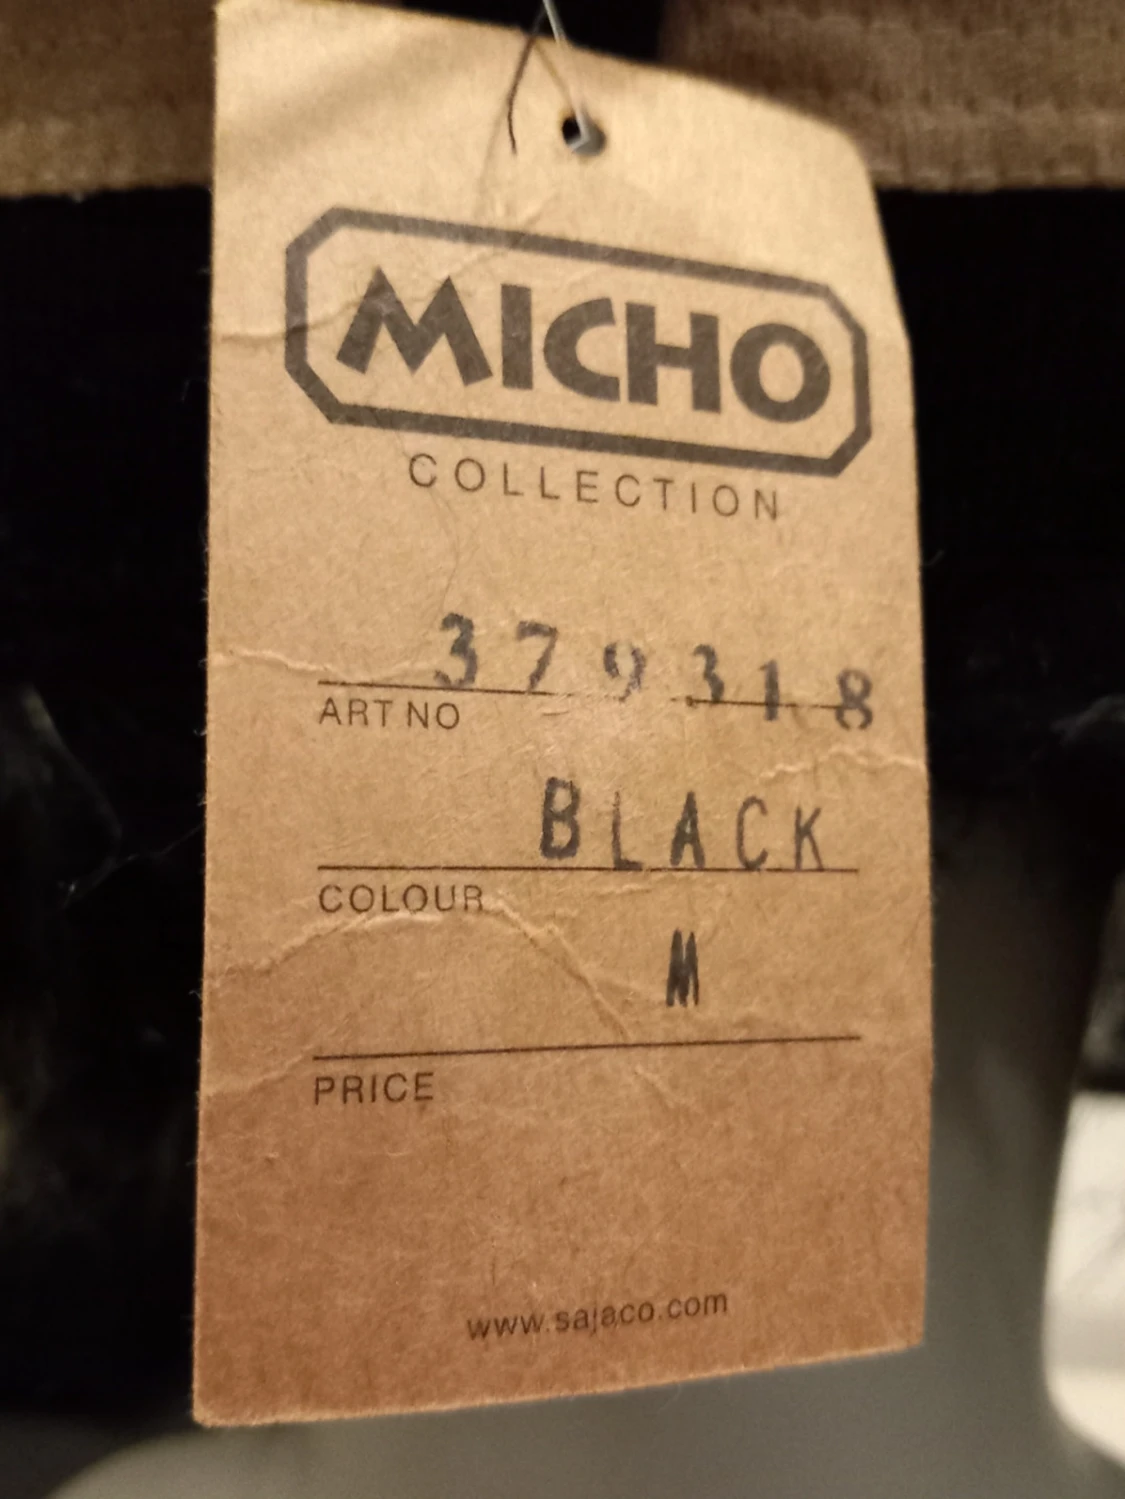 MICHO
COLLECTION
379318
ART NO
BLACK
COLOUR
M
PRICE
www.sajaco.com